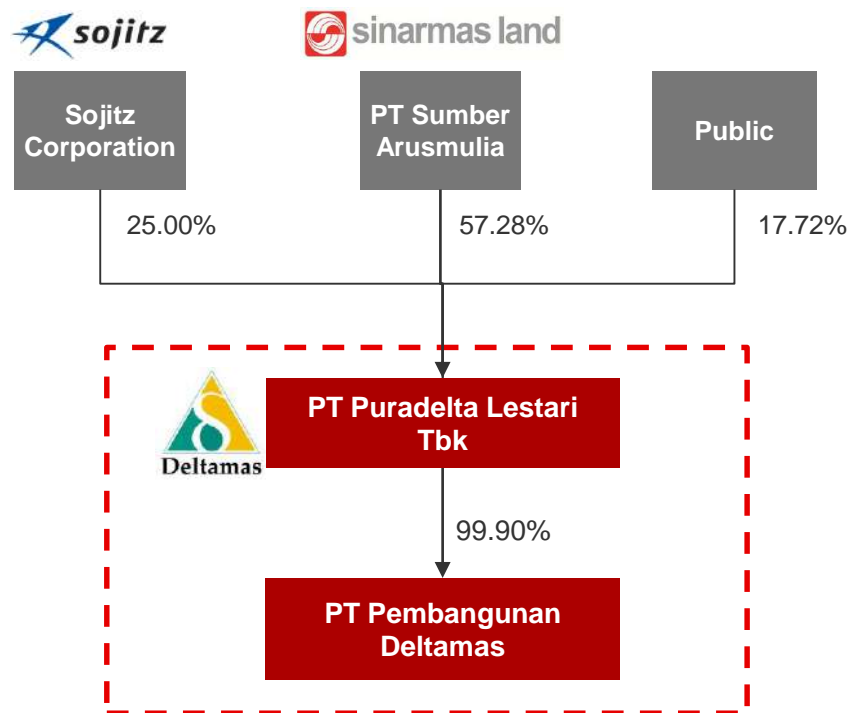 sojitz
sinarmas land
Sojitz
Corporation
PT Sumber
Arusmulia
Public
25.00%
57.28%
17.72%
Deltamas
PT Puradelta Lestari
Tbk
99.90%
PT Pembangunan
Deltamas